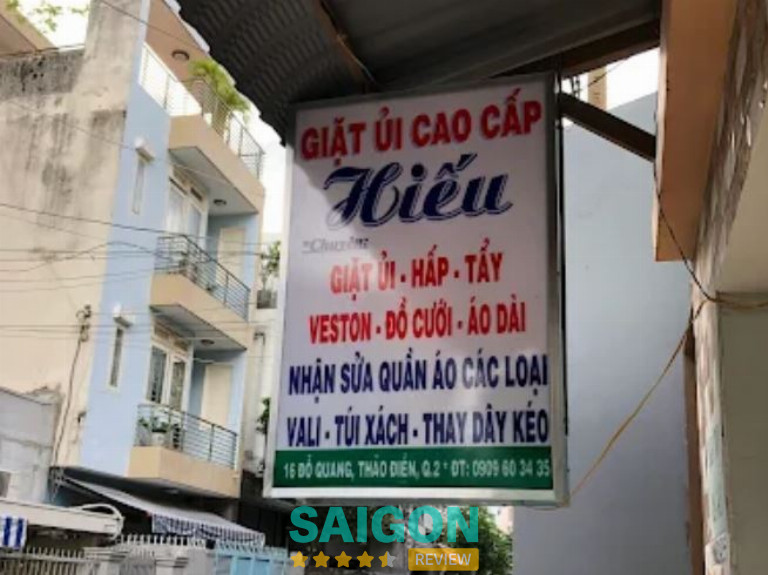 GIẶT ỦI CAO CẤP
Hiếu
*Chuyên:
GIẶT ỦI - HẤP - TẨY
VESTON - ĐỒ CƯỚI - ÁO DÀI
NHẬN SỬA QUẦN ÁO CÁC LOẠI
VALI - TÚI XÁCH - THAY DÂY KÉO
16 ĐỖ QUANG, THẢO ĐIỀN, Q.2 * ĐT: 0909 60 34 35
SAIGON
REVIEW